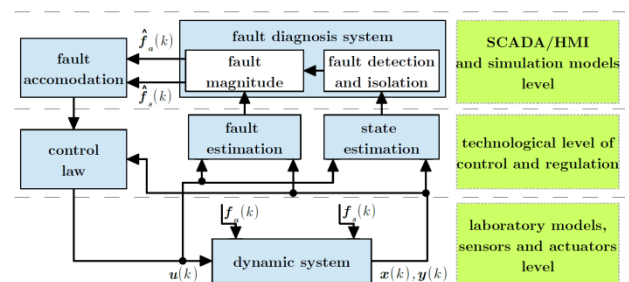 fault diagnosis system
fault
accomodation
f̂ₐ(k)
f̂ₛ(k)
fault
magnitude
fault detection
and isolation
SCADA/HMI
and simulation models
level
control
law
fault
estimation
state
estimation
technological level of
control and regulation
fₐ(k)
fₛ(k)
dynamic system
u(k)
x(k), y(k)
laboratory models,
sensors and actuators
level